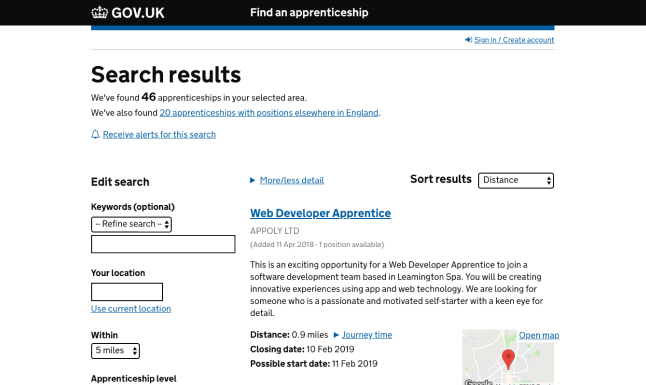 GOV.UK
Find an apprenticeship
Sign in / Create account
Search results
We've found 46 apprenticeships in your selected area.
We've also found 20 apprenticeships with positions elsewhere in England.
Receive alerts for this search
Edit search
Keywords (optional)
– Refine search –
Your location
Use current location
Within
5 miles
Apprenticeship level
More/less detail
Sort results
Distance
Web Developer Apprentice
APPOLY LTD
(Added 11 Apr 2018 - 1 position available)
This is an exciting opportunity for a Web Developer Apprentice to join a
software development team based in Leamington Spa. You will be creating
innovative experiences using app and web technology. We are looking for
someone who is a passionate and motivated self-starter with a keen eye for
detail.
Distance: 0.9 miles
Journey time
Closing date: 10 Feb 2019
Possible start date: 11 Feb 2019
Open map
Google